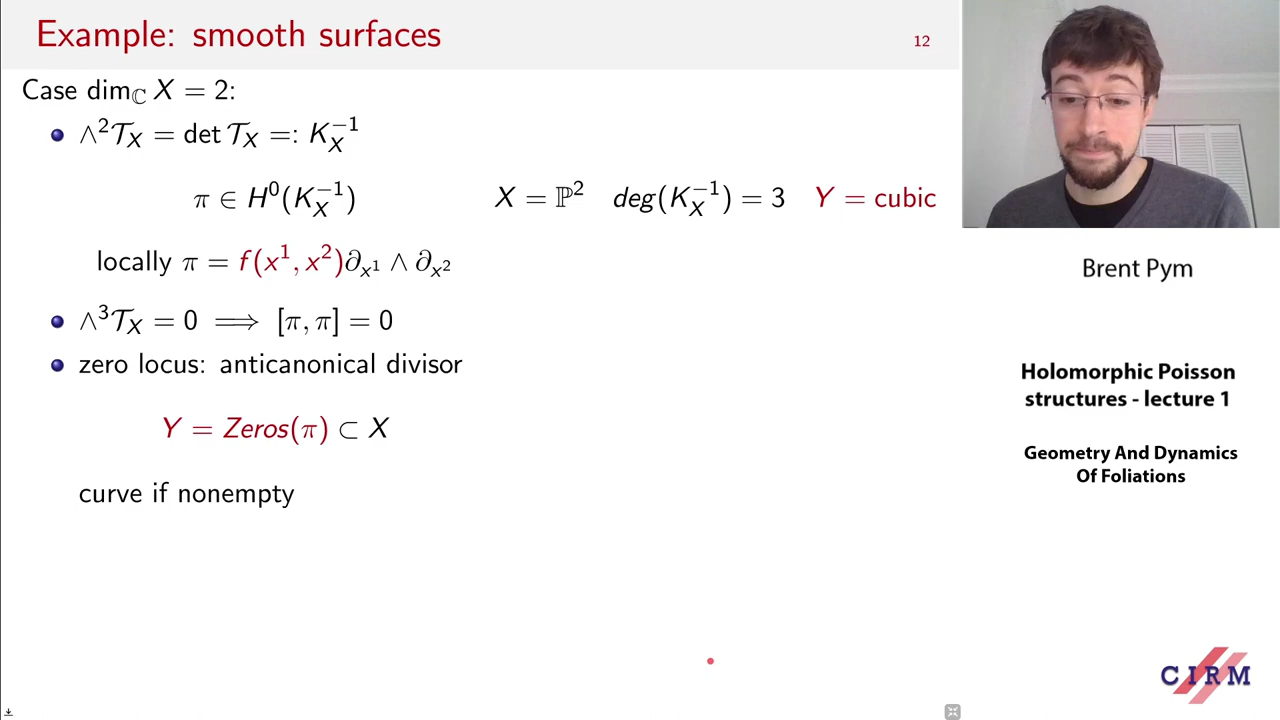 Example: smooth surfaces
12
Case dim_ℂ X = 2:
∧²𝒯_X = det 𝒯_X =: K_X^{-1}
π ∈ H⁰(K_X^{-1})
X = ℙ² deg(K_X^{-1}) = 3 Y = cubic
locally π = f(x¹, x²)∂_{x¹} ∧ ∂_{x²}
∧³𝒯_X = 0 ⟹ [π, π] = 0
zero locus: anticanonical divisor
Y = Zeros(π) ⊂ X
curve if nonempty
Brent Pym
Holomorphic Poisson
structures - lecture 1
Geometry And Dynamics
Of Foliations
CIRM